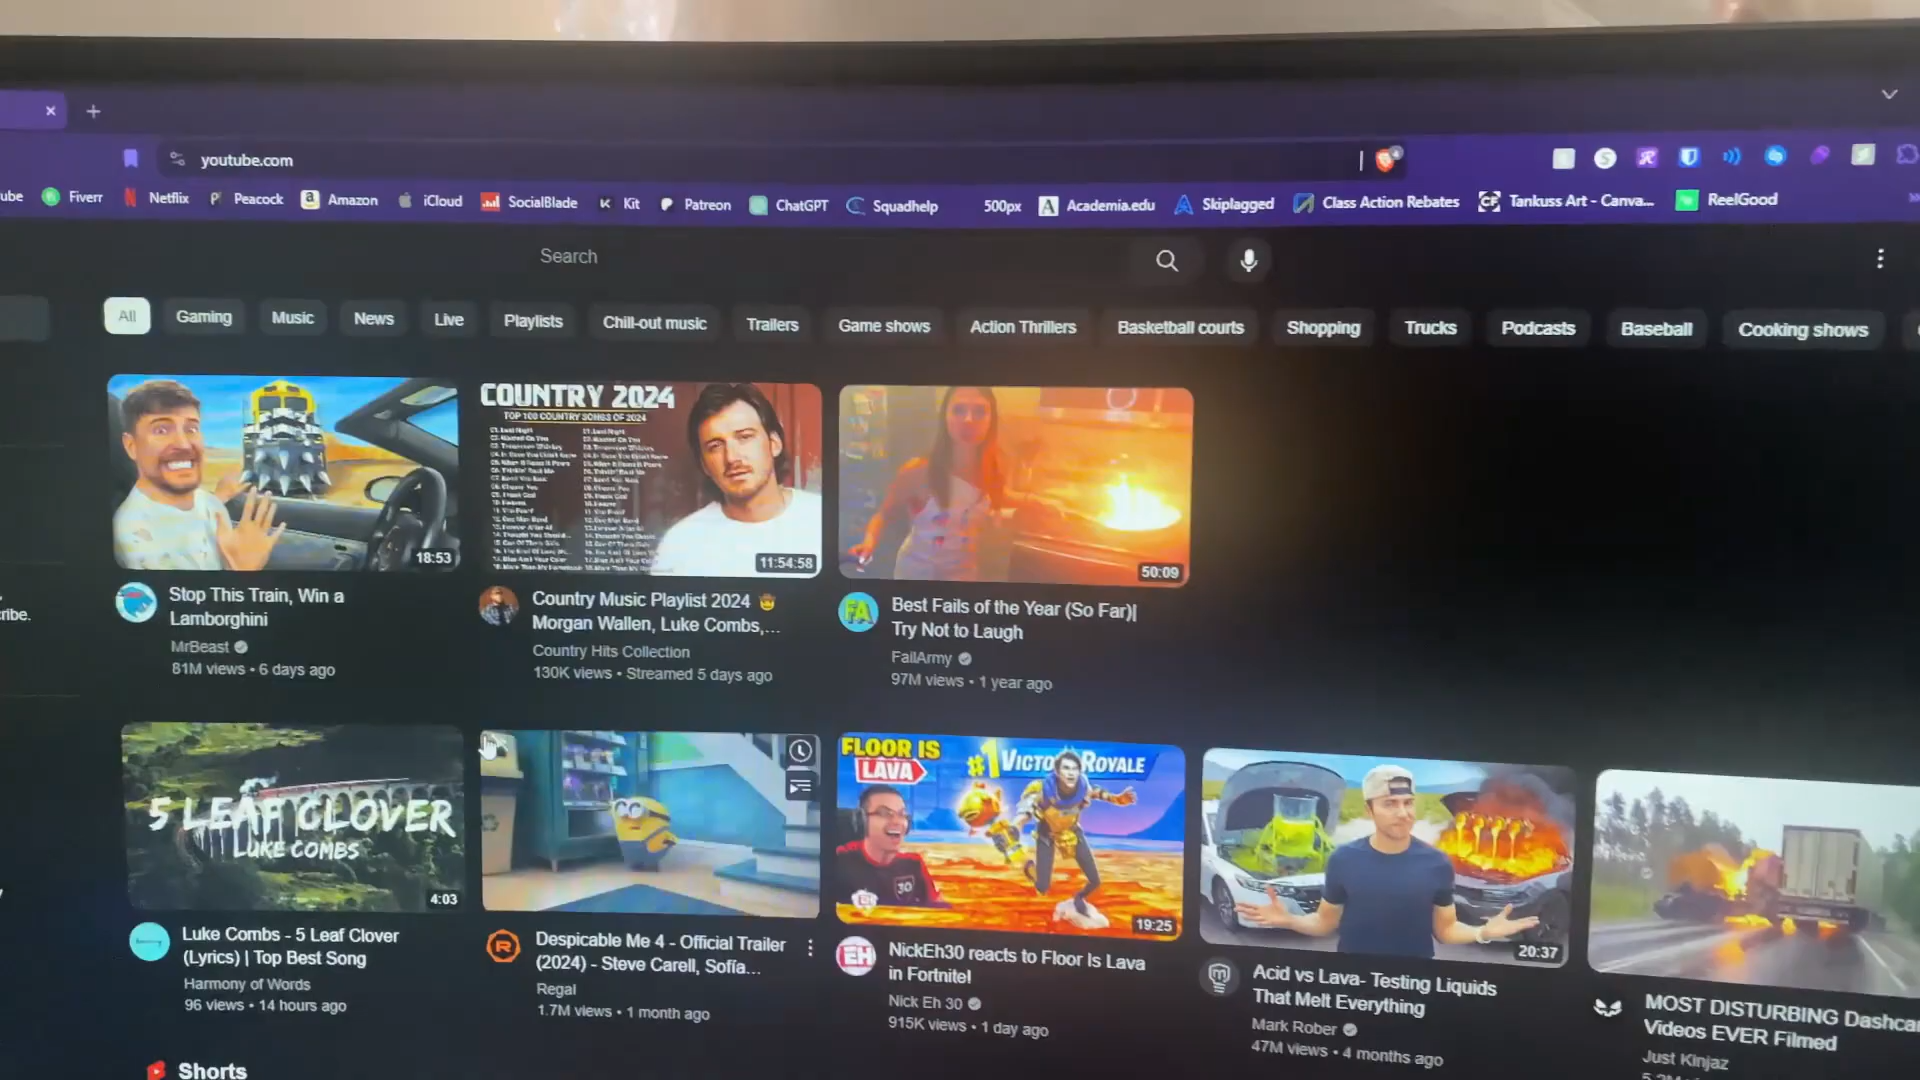 youtube.com
ube Fiverr Netflix Peacock Amazon iCloud SocialBlade Kit Patreon ChatGPT Squadhelp 500px Academia.edu Skiplagged Class Action Rebates Tankuss Art - Canva... ReelGood
Search
All Gaming Music News Live Playlists Chill-out music Trailers Game shows Action Thrillers Basketball courts Shopping Trucks Podcasts Baseball Cooking shows
cribe.
18:53
Stop This Train, Win a
Lamborghini
MrBeast
81M views • 6 days ago
COUNTRY 2024
TOP 100 COUNTRY SONGS OF 2024
11:54:58
Country Music Playlist 2024 🤠
Morgan Wallen, Luke Combs,...
Country Hits Collection
130K views • Streamed 5 days ago
50:09
FA
Best Fails of the Year (So Far)|
Try Not to Laugh
FailArmy
97M views • 1 year ago
5 LEAF CLOVER
LUKE COMBS
4:03
Luke Combs - 5 Leaf Clover
(Lyrics) | Top Best Song
Harmony of Words
96 views • 14 hours ago
R
Despicable Me 4 - Official Trailer
(2024) - Steve Carell, Sofía...
Regal
1.7M views • 1 month ago
FLOOR IS
LAVA
#1 VICTORY ROYALE
30
19:25
EH
NickEh30 reacts to Floor Is Lava
in Fortnite!
Nick Eh 30
915K views • 1 day ago
20:37
Acid vs Lava- Testing Liquids
That Melt Everything
Mark Rober
47M views • 4 months ago
MOST DISTURBING Dashca
Videos EVER Filmed
Just Kinjaz
Shorts